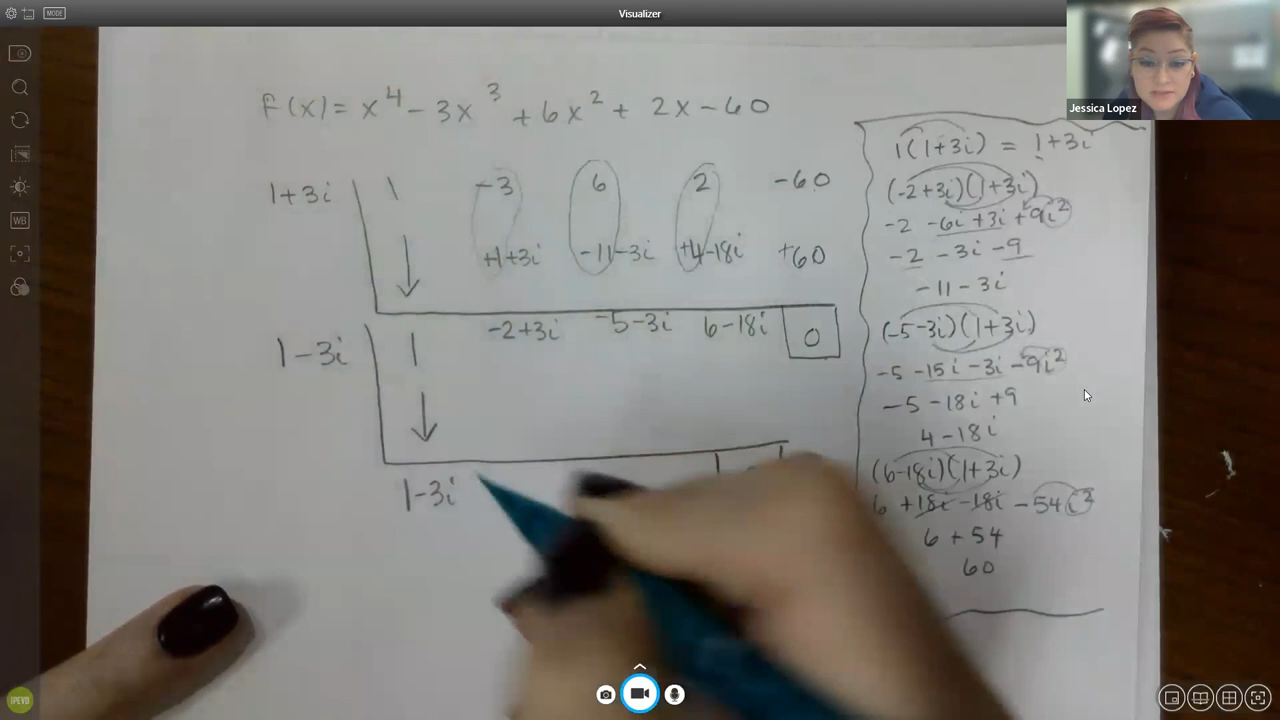 MODE
Visualizer
Jessica Lopez
WB
f(x) = x⁴ - 3x³ + 6x² + 2x - 60
1+3i | 1 -3 6 2 -60
+1+3i -11-3i +4-18i +60
-2+3i -5-3i 6-18i 0
1-3i | 1
1-3i
1(1+3i) = 1+3i
(-2+3i)(1+3i)
-2 -6i +3i +9i²
-2 -3i -9
-11 -3i
(-5-3i)(1+3i)
-5 -15i -3i -9i²
-5 -18i +9
4 -18i
(6-18i)(1+3i)
6 +18i -18i -54i²
6 + 54
60
IPEVO